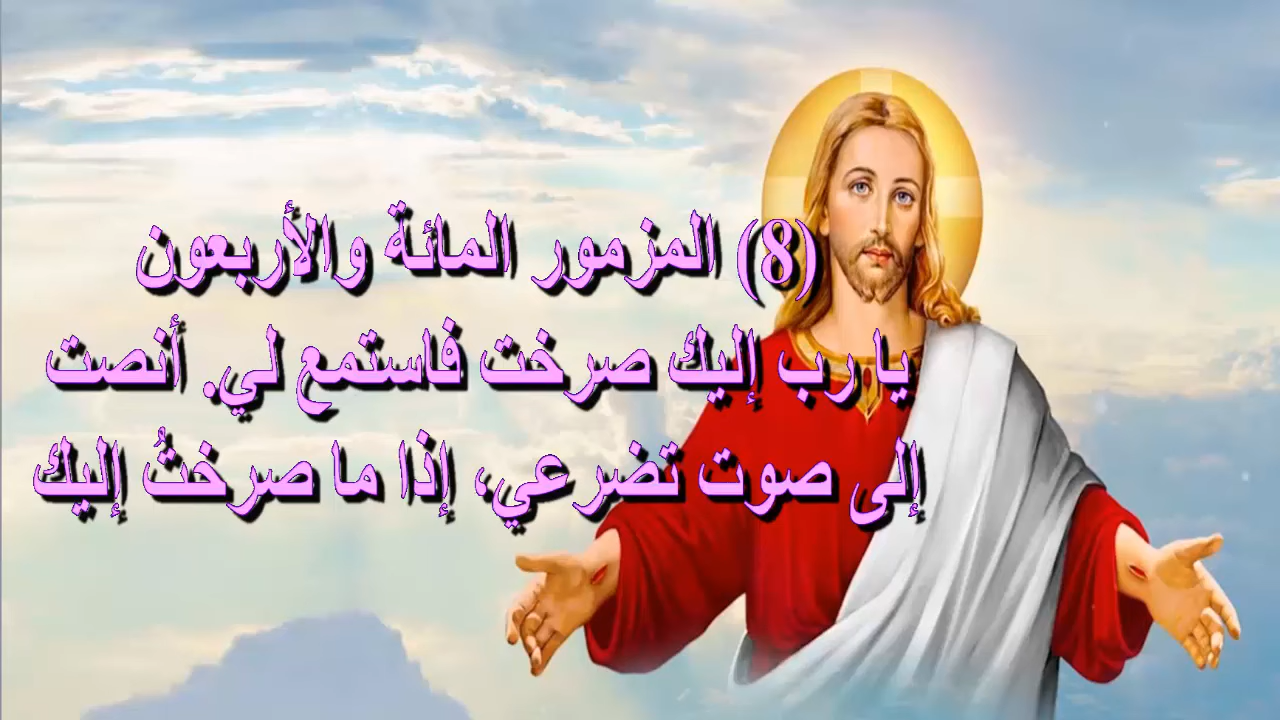 (8) المزمور المائة والأربعون
يا رب إليك صرخت فاستمع لي. أنصت
إلى صوت تضرعي، إذا ما صرختُ إليك